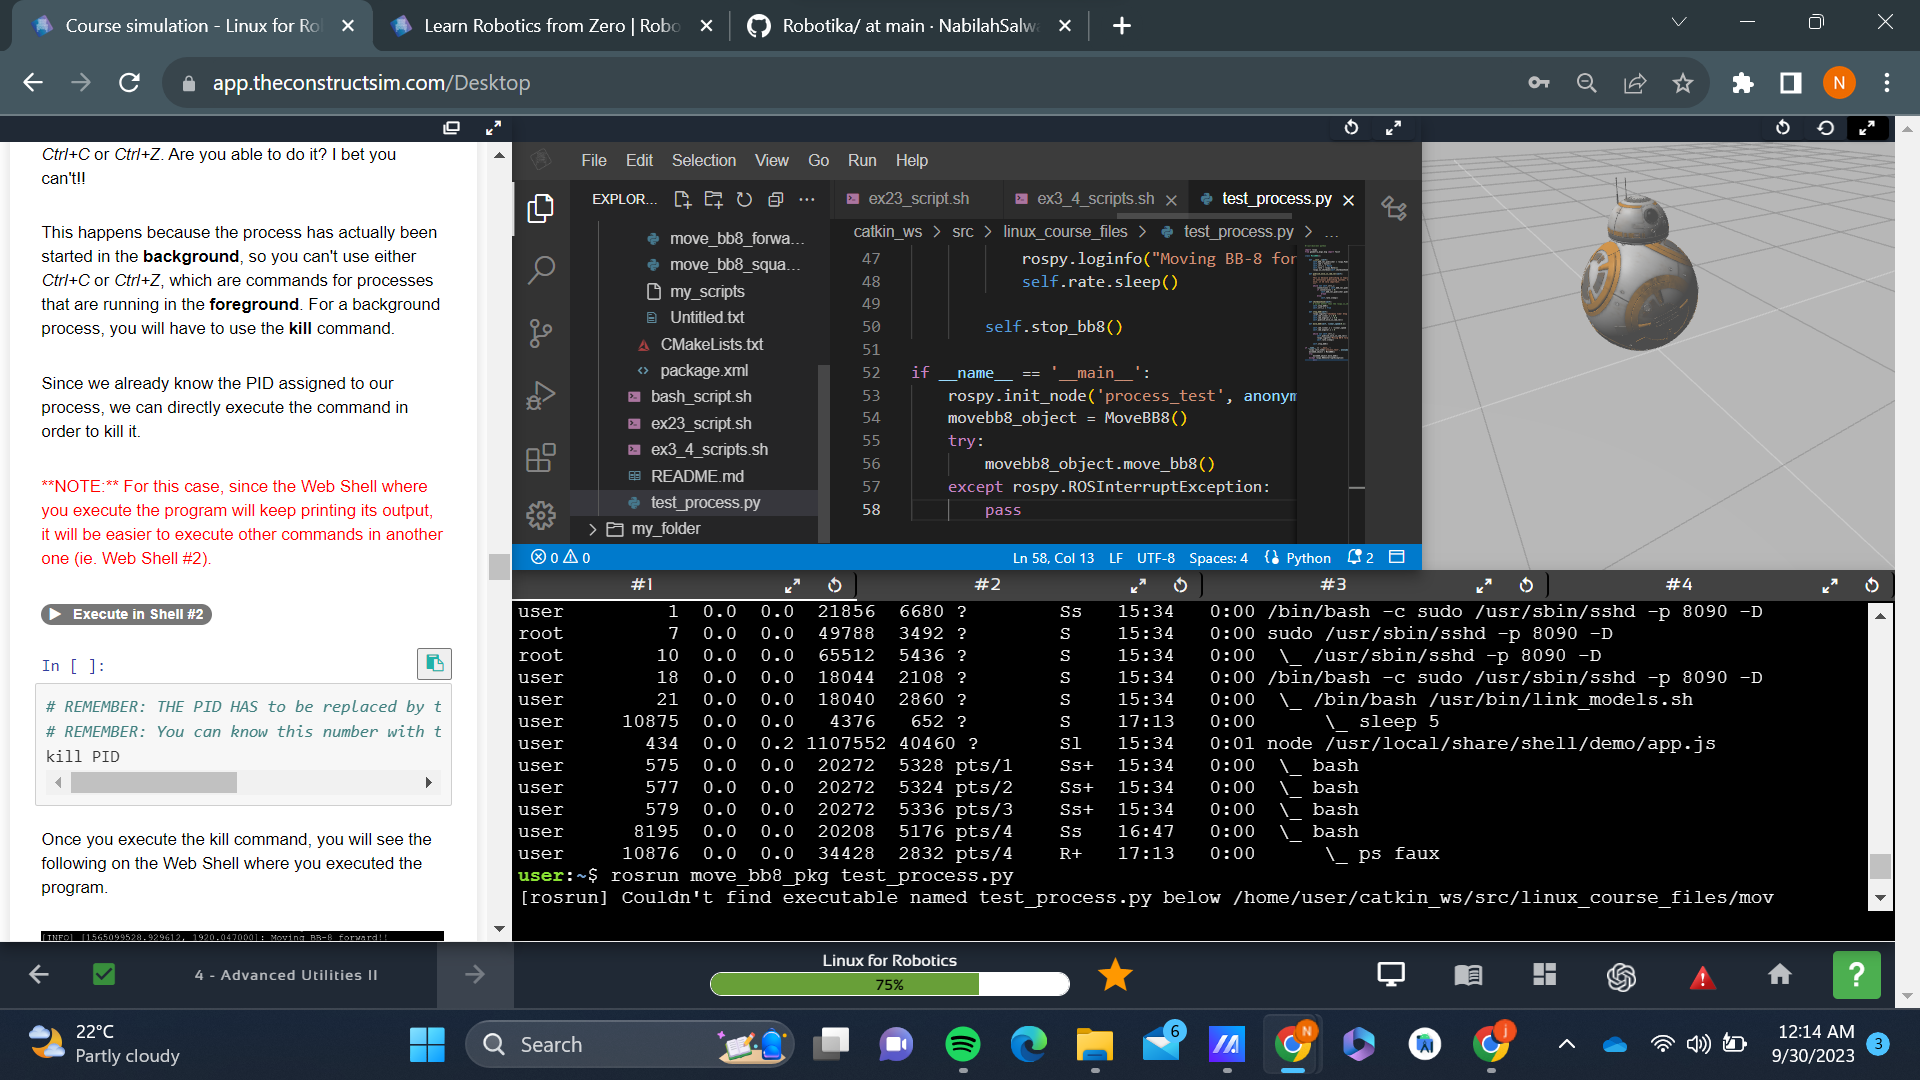 Course simulation - Linux for Ro
Learn Robotics from Zero | Robo
Robotika/ at main · NabilahSalw
app.theconstructsim.com/Desktop
N
Ctrl+C or Ctrl+Z. Are you able to do it? I bet you
can't!!
This happens because the process has actually been
started in the background, so you can't use either
Ctrl+C or Ctrl+Z, which are commands for processes
that are running in the foreground. For a background
process, you will have to use the kill command.
Since we already know the PID assigned to our
process, we can directly execute the command in
order to kill it.
**NOTE:** For this case, since the Web Shell where
you execute the program will keep printing its output,
it will be easier to execute other commands in another
one (ie. Web Shell #2).
Execute in Shell #2
In [ ]:
# REMEMBER: THE PID HAS to be replaced by t
# REMEMBER: You can know this number with t
kill PID
Once you execute the kill command, you will see the
following on the Web Shell where you executed the
program.
[INFO] [1565099528.929612, 1920.047000]: Moving BB-8 forward!!
File Edit Selection View Go Run Help
EXPLOR...
move_bb8_forwa...
move_bb8_squa...
my_scripts
Untitled.txt
CMakeLists.txt
package.xml
bash_script.sh
ex23_script.sh
ex3_4_scripts.sh
README.md
test_process.py
my_folder
ex23_script.sh
ex3_4_scripts.sh
test_process.py
catkin_ws > src > linux_course_files > test_process.py > ...
47 rospy.loginfo("Moving BB-8 for
48 self.rate.sleep()
49
50 self.stop_bb8()
51
52 if __name__ == '__main__':
53 rospy.init_node('process_test', anonym
54 movebb8_object = MoveBB8()
55 try:
56 movebb8_object.move_bb8()
57 except rospy.ROSInterruptException:
58 pass
0 0 Ln 58, Col 13 LF UTF-8 Spaces: 4 Python 2
#1 #2 #3 #4
user 1 0.0 0.0 21856 6680 ? Ss 15:34 0:00 /bin/bash -c sudo /usr/sbin/sshd -p 8090 -D
root 7 0.0 0.0 49788 3492 ? S 15:34 0:00 sudo /usr/sbin/sshd -p 8090 -D
root 10 0.0 0.0 65512 5436 ? S 15:34 0:00 \_ /usr/sbin/sshd -p 8090 -D
user 18 0.0 0.0 18044 2108 ? S 15:34 0:00 /bin/bash -c sudo /usr/sbin/sshd -p 8090 -D
user 21 0.0 0.0 18040 2860 ? S 15:34 0:00 \_ /bin/bash /usr/bin/link_models.sh
user 10875 0.0 0.0 4376 652 ? S 17:13 0:00 \_ sleep 5
user 434 0.0 0.2 1107552 40460 ? Sl 15:34 0:01 node /usr/local/share/shell/demo/app.js
user 575 0.0 0.0 20272 5328 pts/1 Ss+ 15:34 0:00 \_ bash
user 577 0.0 0.0 20272 5324 pts/2 Ss+ 15:34 0:00 \_ bash
user 579 0.0 0.0 20272 5336 pts/3 Ss+ 15:34 0:00 \_ bash
user 8195 0.0 0.0 20208 5176 pts/4 Ss 16:47 0:00 \_ bash
user 10876 0.0 0.0 34428 2832 pts/4 R+ 17:13 0:00 \_ ps faux
user:~$ rosrun move_bb8_pkg test_process.py
[rosrun] Couldn't find executable named test_process.py below /home/user/catkin_ws/src/linux_course_files/mov
4 - Advanced Utilities II
Linux for Robotics
75%
?
22°C
Partly cloudy
Search
6
N
j
12:14 AM
9/30/2023
3